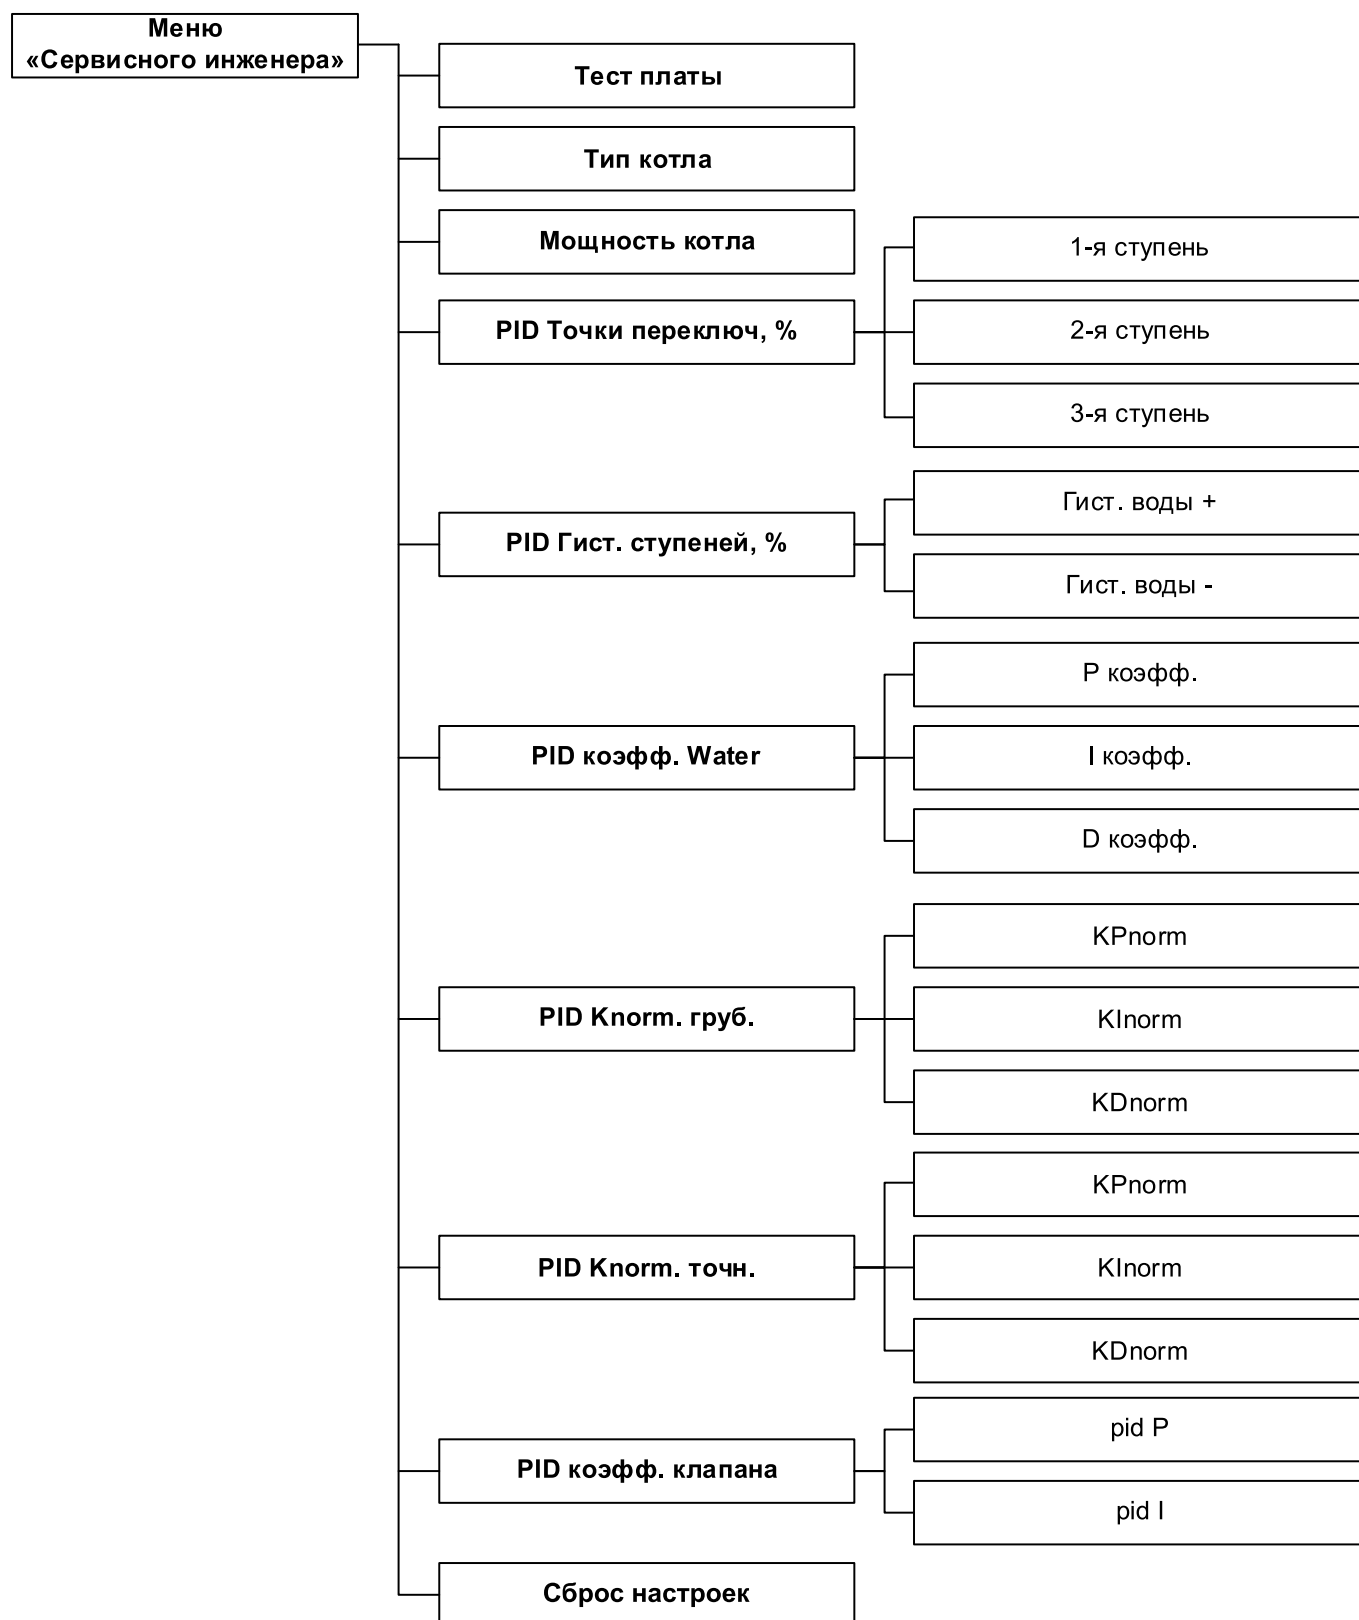 Меню
«Сервисного инженера»
Тест платы
Тип котла
Мощность котла
PID Точки переключ, %
1-я ступень
2-я ступень
3-я ступень
PID Гист. ступеней, %
Гист. воды +
Гист. воды -
PID коэфф. Water
P коэфф.
I коэфф.
D коэфф.
PID Knorm. груб.
KPnorm
KInorm
KDnorm
PID Knorm. точн.
KPnorm
KInorm
KDnorm
PID коэфф. клапана
pid P
pid I
Сброс настроек